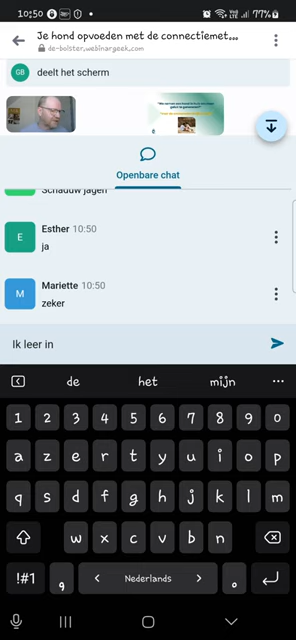 10:50
77%
Je hond opvoeden met de connectiemet...
de-bolster.webinargeek.com
GB deelt het scherm
Openbare chat
Schaduw jagen
E Esther 10:50
ja
M Mariette 10:50
zeker
Ik leer in
de het mijn
1 2 3 4 5 6 7 8 9 0
a z e r t y u i o p
q s d f g h j k l m
w x c v b n
!#1 , < Nederlands > .